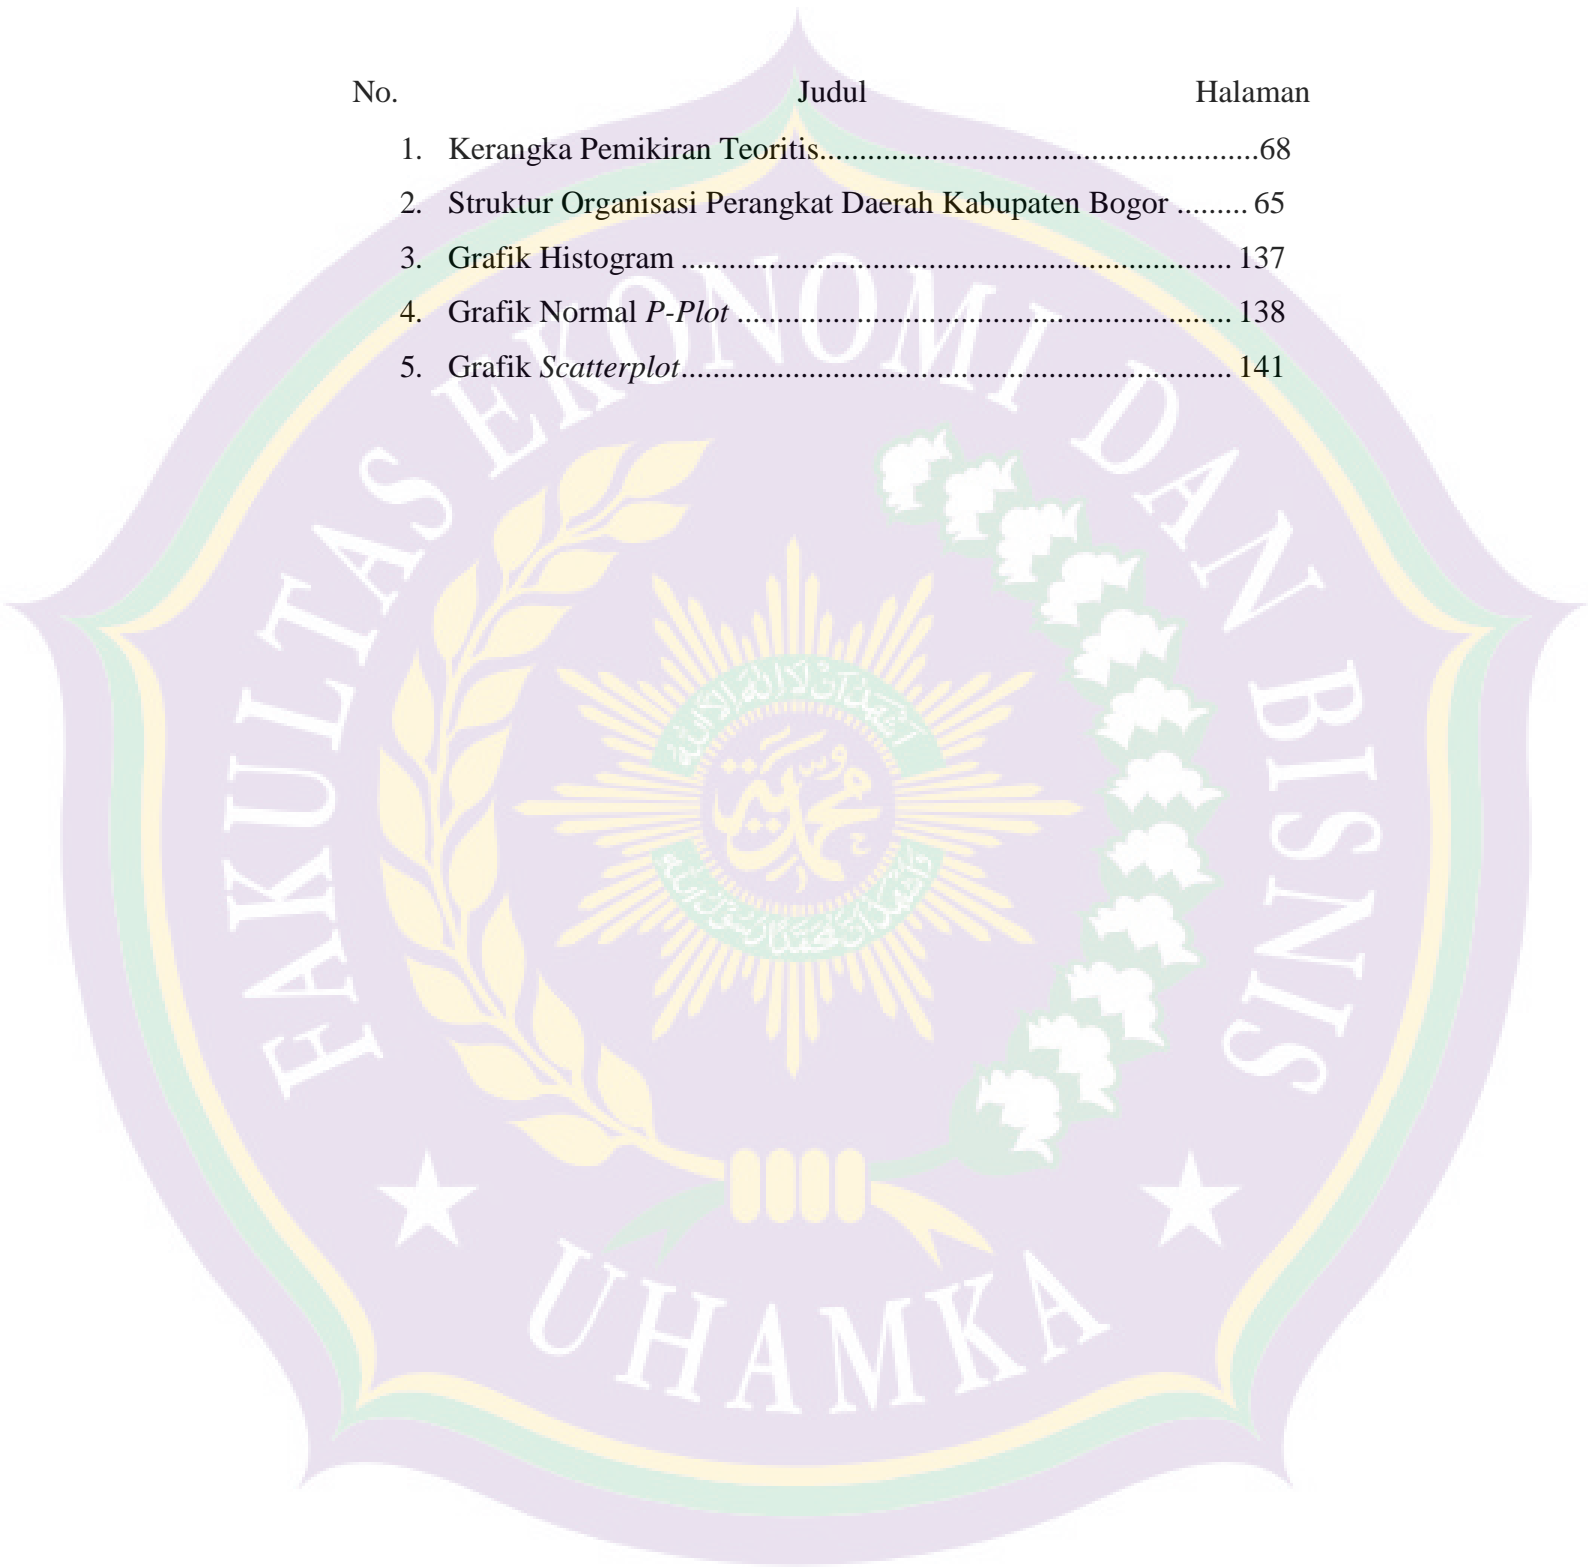 No. Judul Halaman
1. Kerangka Pemikiran Teoritis.......................................................68
2. Struktur Organisasi Perangkat Daerah Kabupaten Bogor ......... 65
3. Grafik Histogram ..................................................................... 137
4. Grafik Normal P-Plot .............................................................. 138
5. Grafik Scatterplot..................................................................... 141
FAKULTAS EKONOMI DAN BISNIS
محمدية
UHAMKA